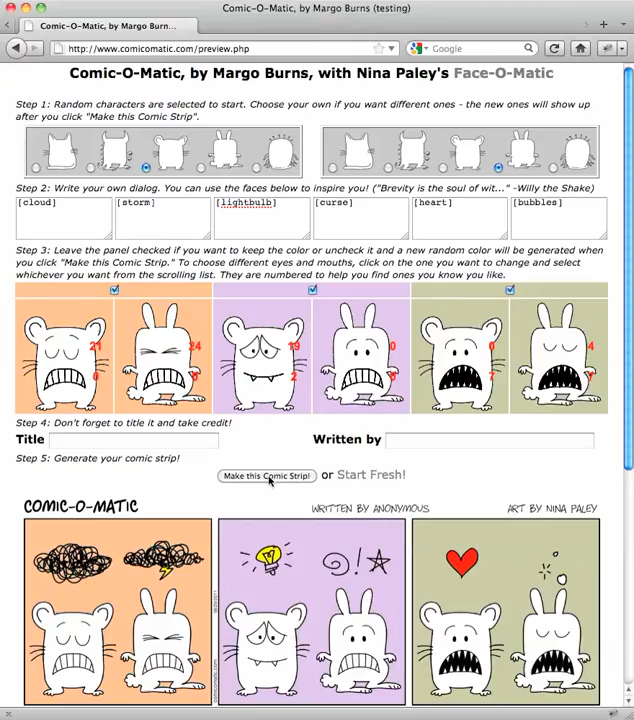 Comic-O-Matic, by Margo Burns (testing)
Comic-O-Matic, by Margo Burn...
http://www.comicomatic.com/preview.php
Google
Comic-O-Matic, by Margo Burns, with Nina Paley's Face-O-Matic
Step 1: Random characters are selected to start. Choose your own if you want different ones - the new ones will show up
after you click "Make this Comic Strip".
Step 2: Write your own dialog. You can use the faces below to inspire you! ("Brevity is the soul of wit..." -Willy the Shake)
[cloud] [storm] [lightbulb] [curse] [heart] [bubbles]
Step 3: Leave the panel checked if you want to keep the color or uncheck it and a new random color will be generated when
you click "Make this Comic Strip." To choose different eyes and mouths, click on the one you want to change and select
whichever you want from the scrolling list. They are numbered to help you find ones you know you like.
21 24 19 0 0 4
0 2 7
Step 4: Don't forget to title it and take credit!
Title Written by
Step 5: Generate your comic strip!
Make this Comic Strip! or Start Fresh!
COMIC-O-MATIC WRITTEN BY ANONYMOUS ART BY NINA PALEY
comicomatic.com